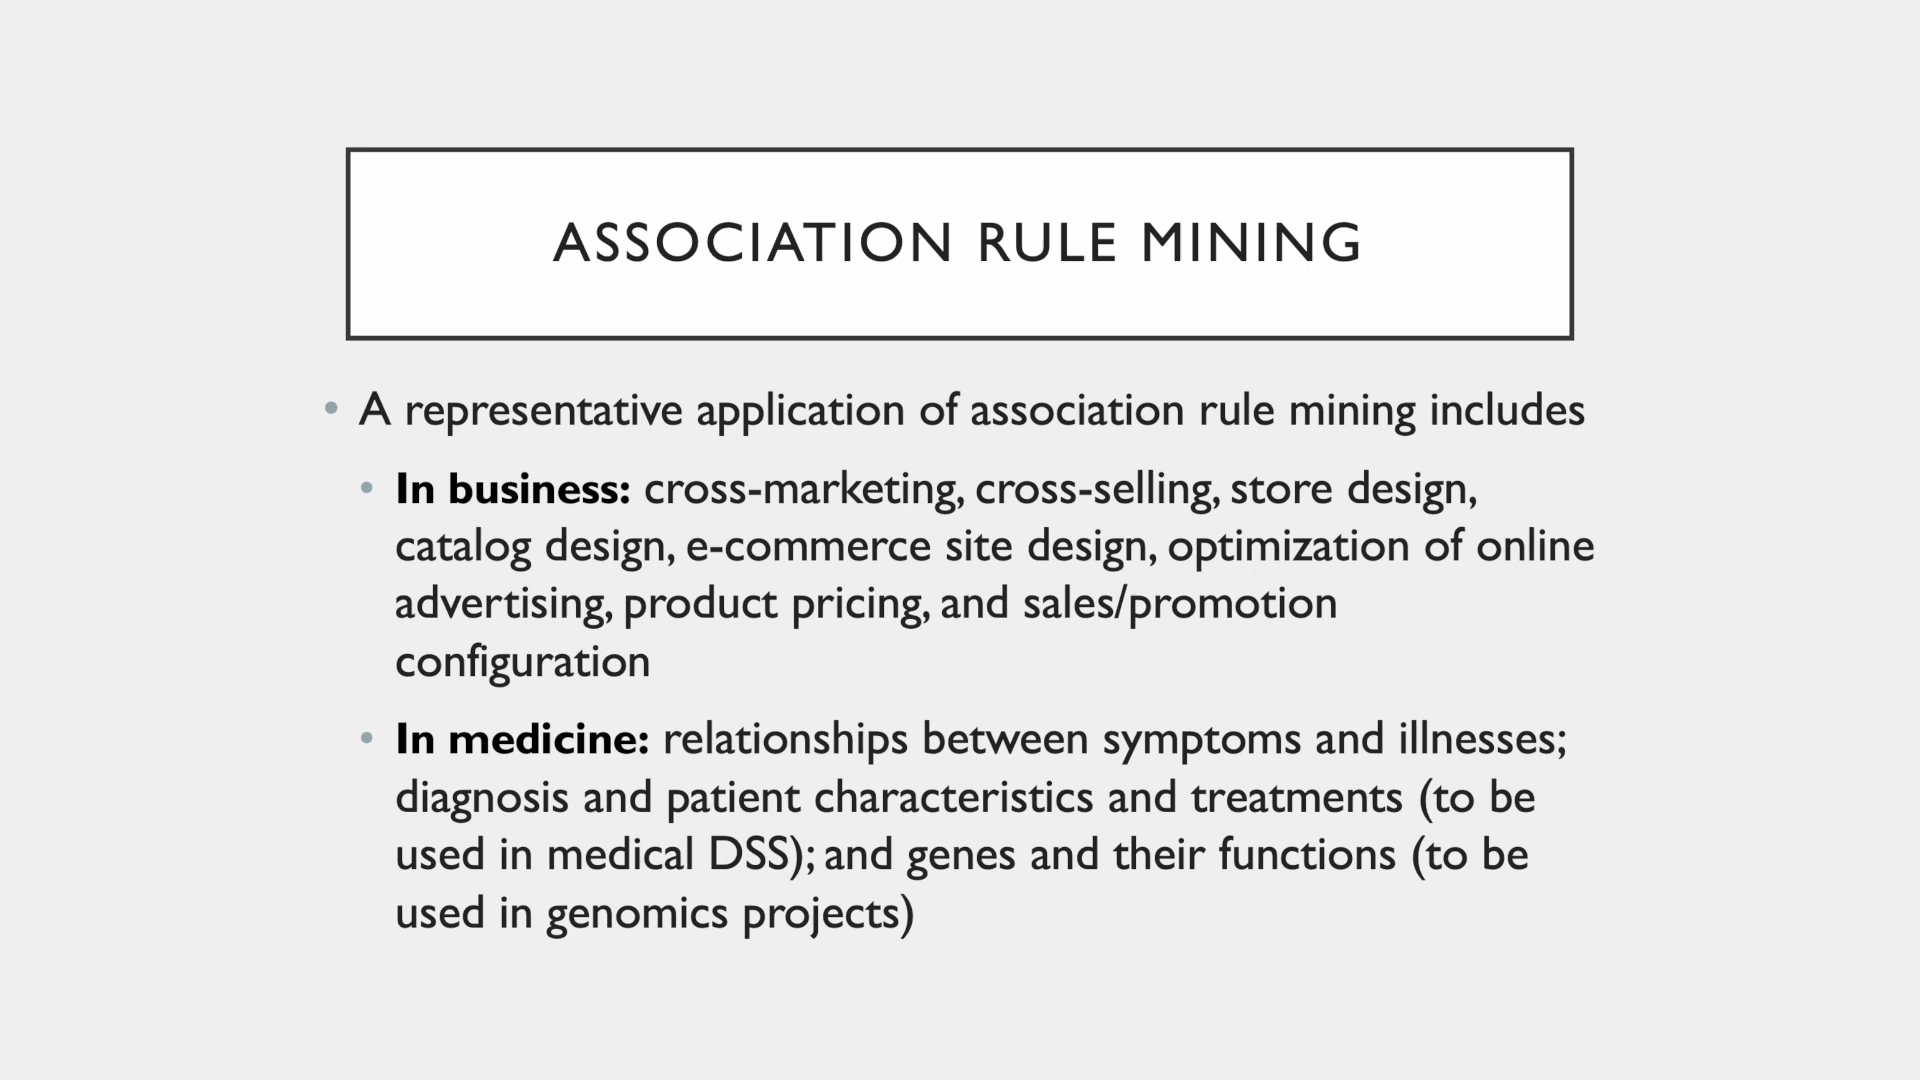 ASSOCIATION RULE MINING
• A representative application of association rule mining includes
• In business: cross-marketing, cross-selling, store design,
catalog design, e-commerce site design, optimization of online
advertising, product pricing, and sales/promotion
configuration
• In medicine: relationships between symptoms and illnesses;
diagnosis and patient characteristics and treatments (to be
used in medical DSS); and genes and their functions (to be
used in genomics projects)